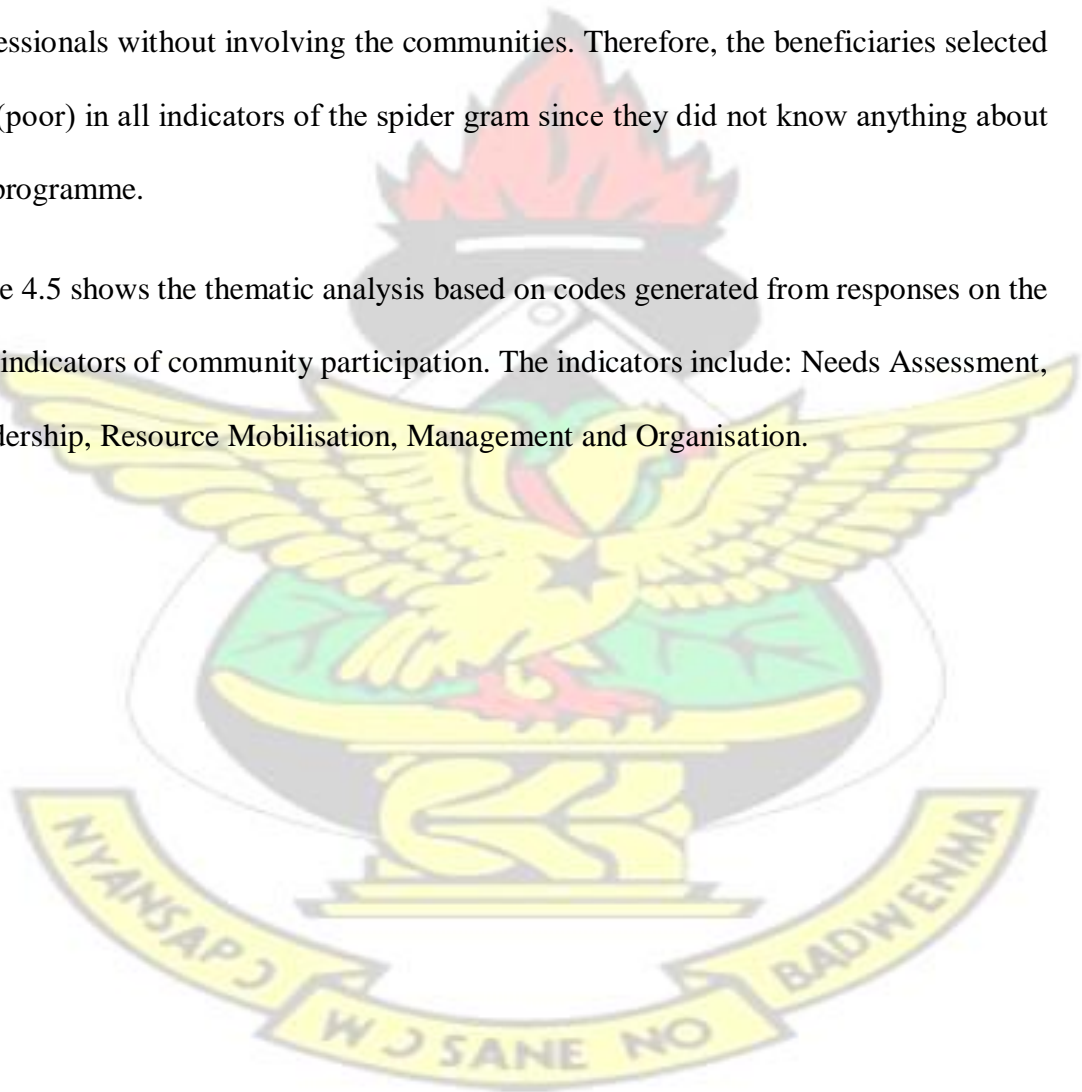 essionals without involving the communities. Therefore, the beneficiaries selected
(poor) in all indicators of the spider gram since they did not know anything about
programme.
e 4.5 shows the thematic analysis based on codes generated from responses on the
indicators of community participation. The indicators include: Needs Assessment,
dership, Resource Mobilisation, Management and Organisation.
NYANSAPƆ
WƆ SANE NO
BADWENMA